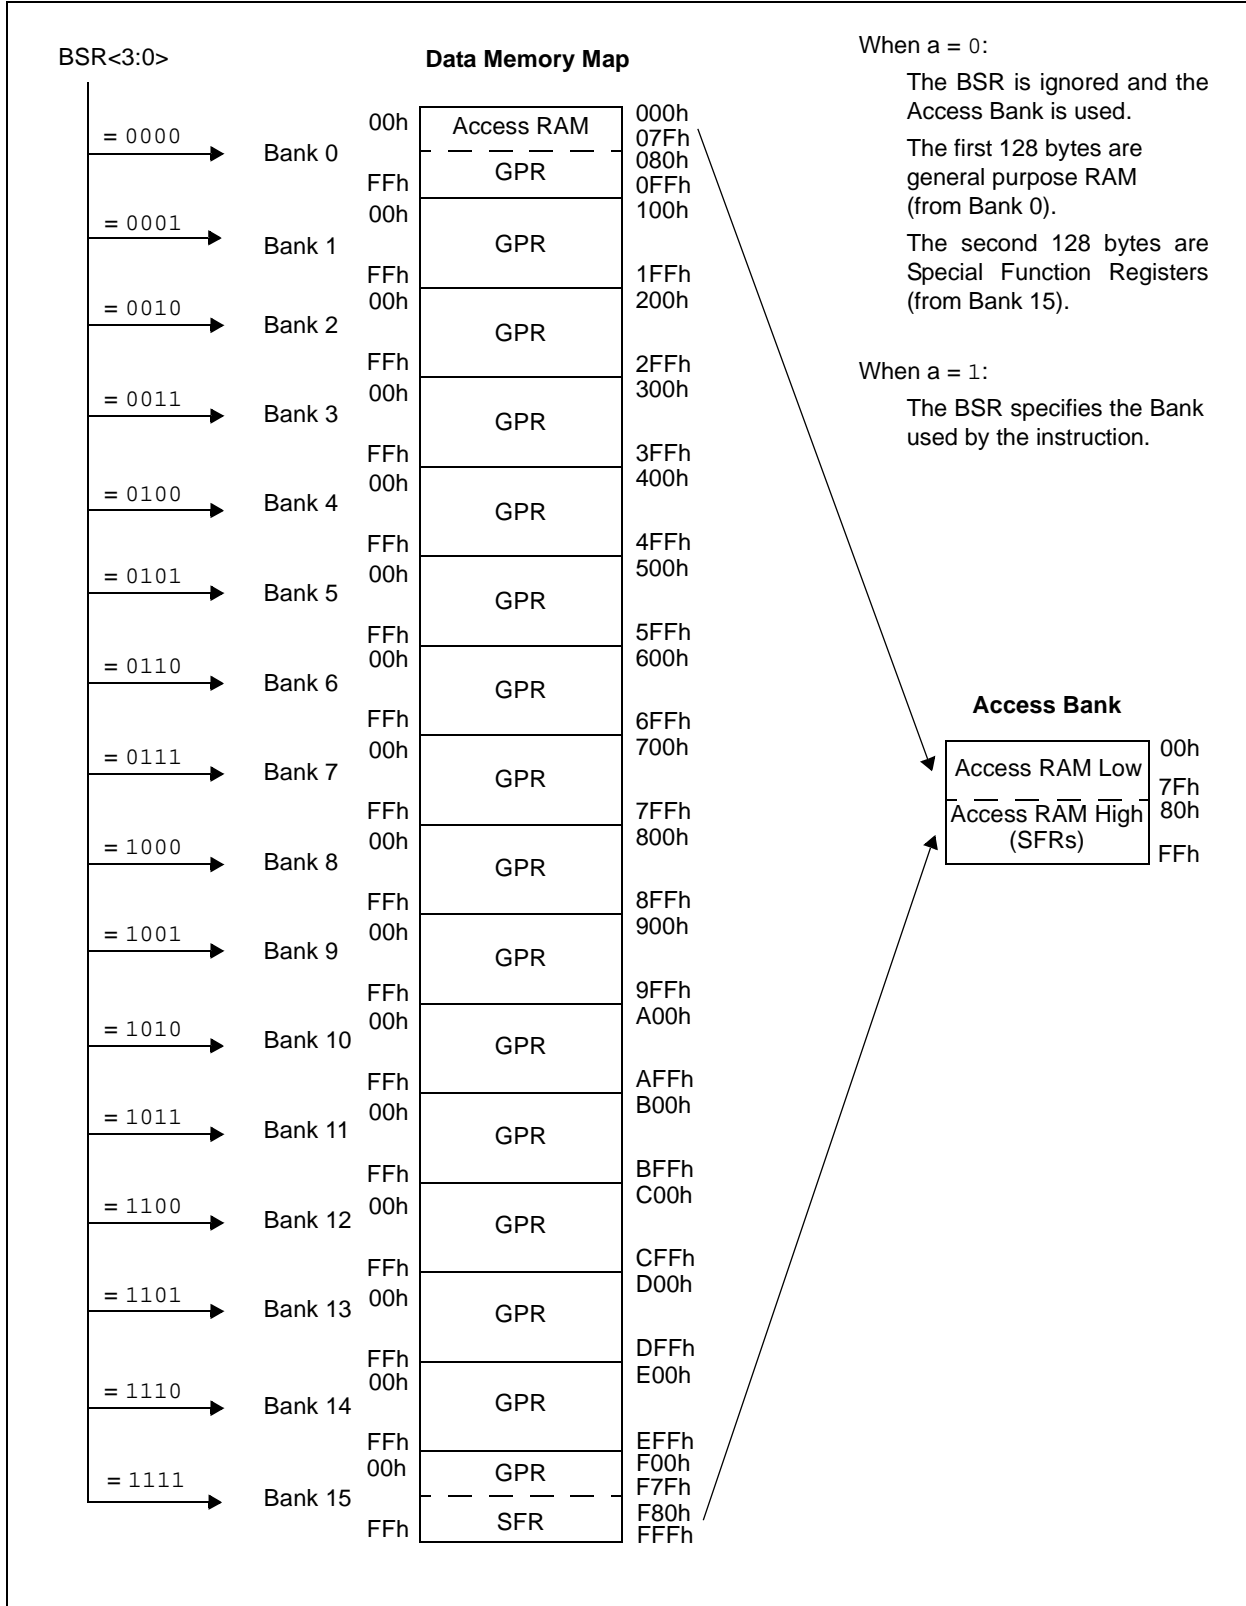 BSR<3:0>
Data Memory Map
When a = 0:
The BSR is ignored and the
Access Bank is used.
The first 128 bytes are
general purpose RAM
(from Bank 0).
The second 128 bytes are
Special Function Registers
(from Bank 15).
When a = 1:
The BSR specifies the Bank
used by the instruction.
= 0000
Bank 0
00h
FFh
Access RAM
GPR
000h
07Fh
080h
0FFh
= 0001
Bank 1
00h
FFh
GPR
100h
1FFh
= 0010
Bank 2
00h
FFh
GPR
200h
2FFh
= 0011
Bank 3
00h
FFh
GPR
300h
3FFh
= 0100
Bank 4
00h
FFh
GPR
400h
4FFh
= 0101
Bank 5
00h
FFh
GPR
500h
5FFh
= 0110
Bank 6
00h
FFh
GPR
600h
6FFh
= 0111
Bank 7
00h
FFh
GPR
700h
7FFh
= 1000
Bank 8
00h
FFh
GPR
800h
8FFh
= 1001
Bank 9
00h
FFh
GPR
900h
9FFh
= 1010
Bank 10
00h
FFh
GPR
A00h
AFFh
= 1011
Bank 11
00h
FFh
GPR
B00h
BFFh
= 1100
Bank 12
00h
FFh
GPR
C00h
CFFh
= 1101
Bank 13
00h
FFh
GPR
D00h
DFFh
= 1110
Bank 14
00h
FFh
GPR
E00h
EFFh
= 1111
Bank 15
00h
FFh
GPR
SFR
F00h
F7Fh
F80h
FFFh
Access Bank
Access RAM Low
Access RAM High
(SFRs)
00h
7Fh
80h
FFh